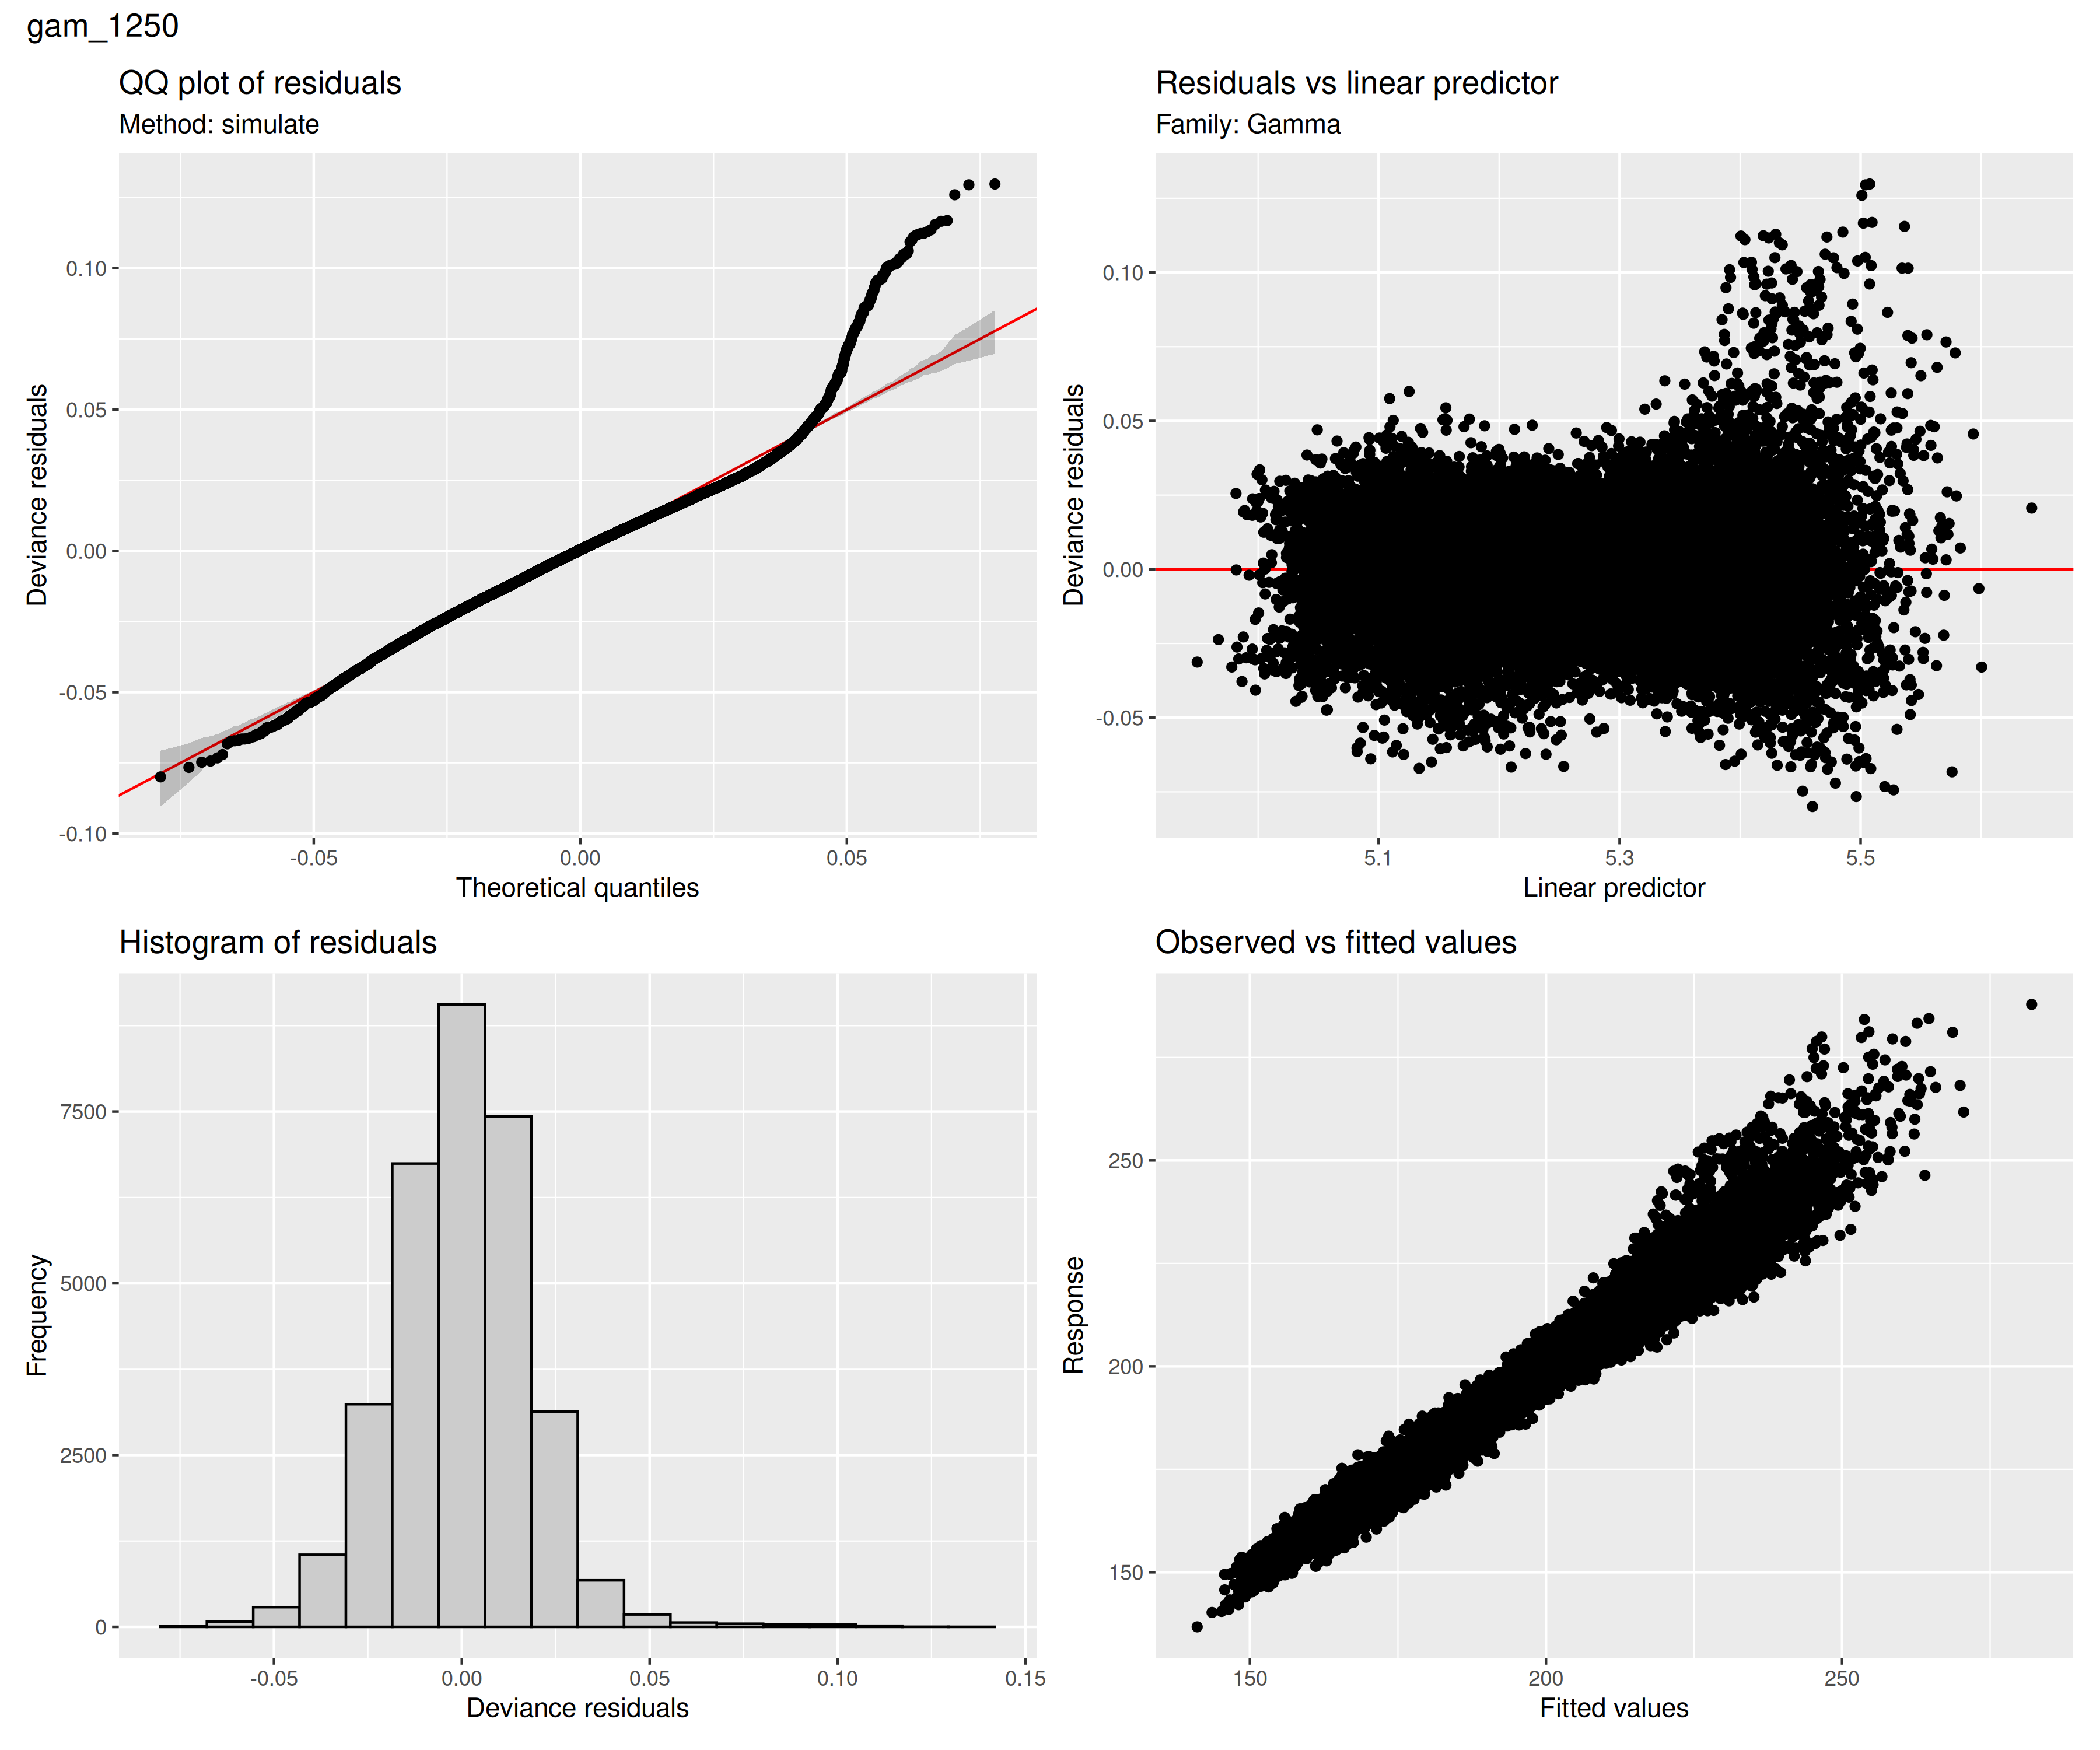 gam_1250
QQ plot of residuals
Method: simulate
Deviance residuals
0.10
0.05
0.00
-0.05
-0.10
-0.05
0.00
0.05
Theoretical quantiles
Residuals vs linear predictor
Family: Gamma
Deviance residuals
0.10
0.05
0.00
-0.05
5.1
5.3
5.5
Linear predictor
Histogram of residuals
Frequency
7500
5000
2500
0
-0.05
0.00
0.05
0.10
0.15
Deviance residuals
Observed vs fitted values
Response
250
200
150
150
200
250
Fitted values